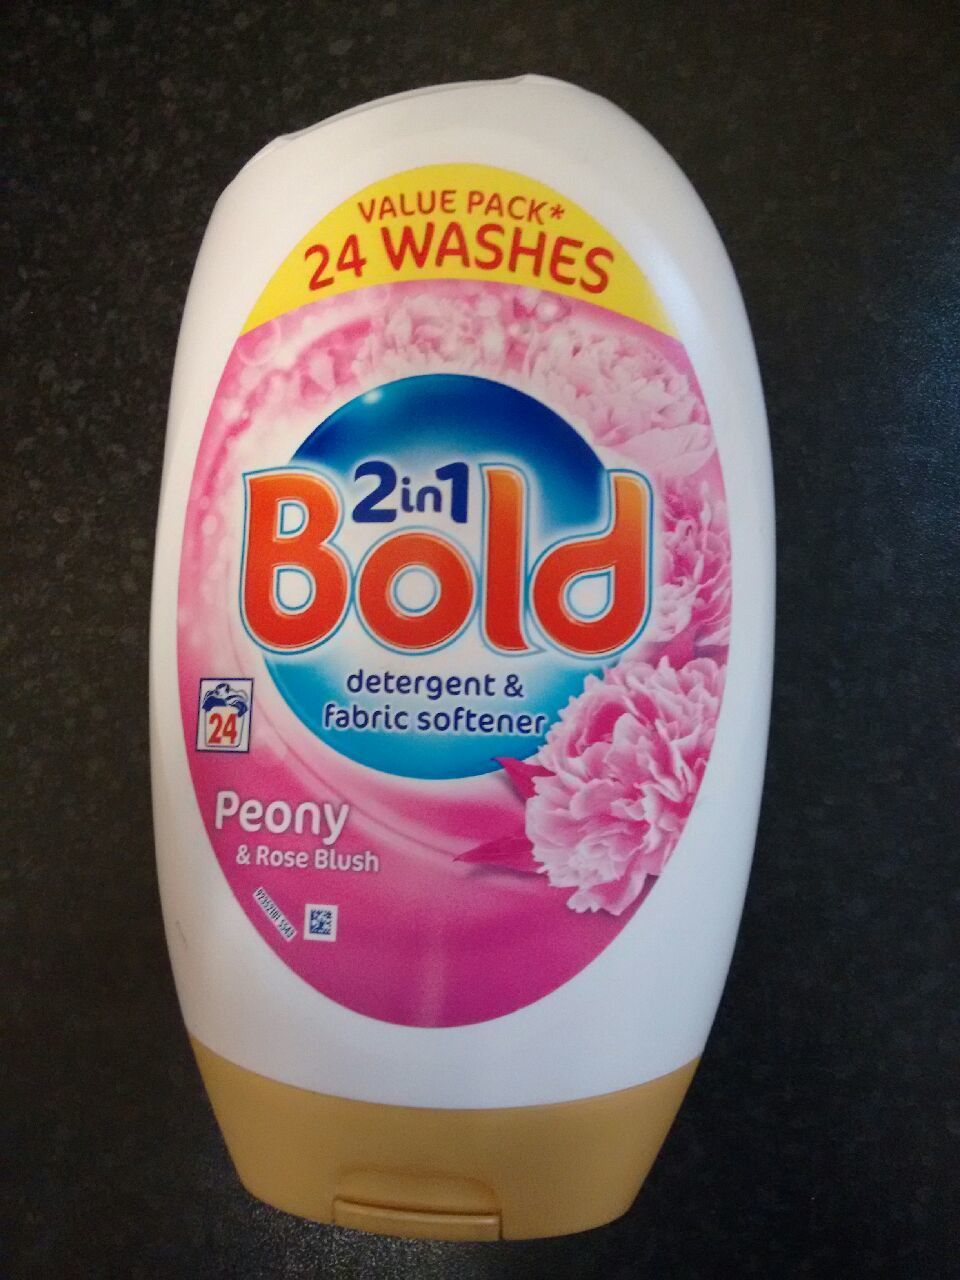 VALUE PACK*
24 WASHES
2in1
Bold
detergent &
fabric softener
24
Peony
& Rose Blush